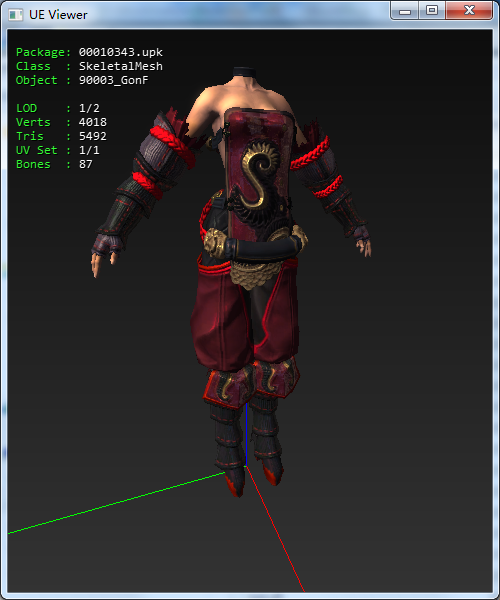 UE Viewer
Package: 00010343.upk
Class : SkeletalMesh
Object : 90003_GonF
LOD : 1/2
Verts : 4018
Tris : 5492
UV Set : 1/1
Bones : 87